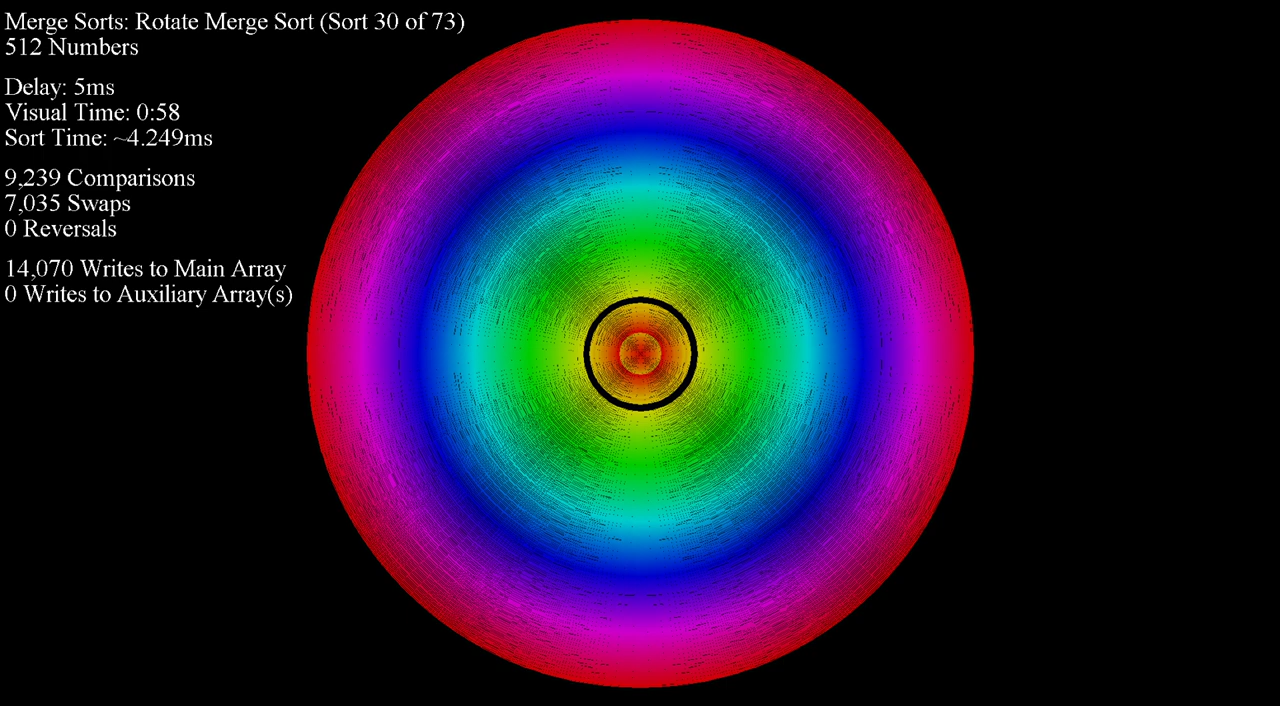 Merge Sorts: Rotate Merge Sort (Sort 30 of 73)
512 Numbers
Delay: 5ms
Visual Time: 0:58
Sort Time: ~4.249ms
9,239 Comparisons
7,035 Swaps
0 Reversals
14,070 Writes to Main Array
0 Writes to Auxiliary Array(s)